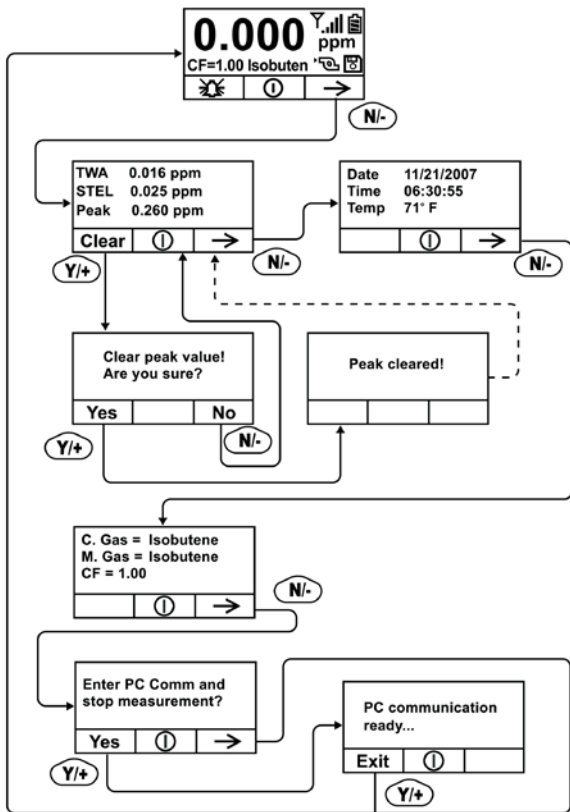 0.000
ppm
CF=1.00 Isobuten
N/-
TWA 0.016 ppm
STEL 0.025 ppm
Peak 0.260 ppm
Clear
N/-
Y/+
Date 11/21/2007
Time 06:30:55
Temp 71° F
N/-
Clear peak value!
Are you sure?
Yes No
Y/+
N/-
Peak cleared!
C. Gas = Isobutene
M. Gas = Isobutene
CF = 1.00
N/-
Enter PC Comm and
stop measurement?
Yes
Y/+
PC communication
ready...
Exit
Y/+